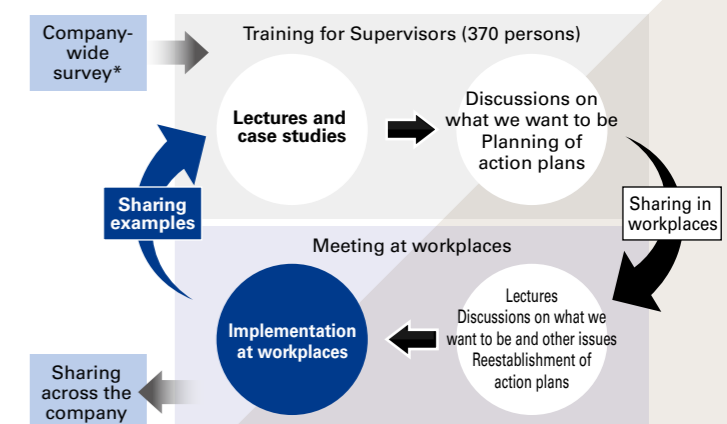 Company-
wide
survey*
Training for Supervisors (370 persons)
Lectures and
case studies
Discussions on
what we want to be
Planning of
action plans
Sharing
examples
Sharing in
workplaces
Meeting at workplaces
Implementation
at workplaces
Lectures
Discussions on what we
want to be and other issues
Reestablishment of
action plans
Sharing
across the
company